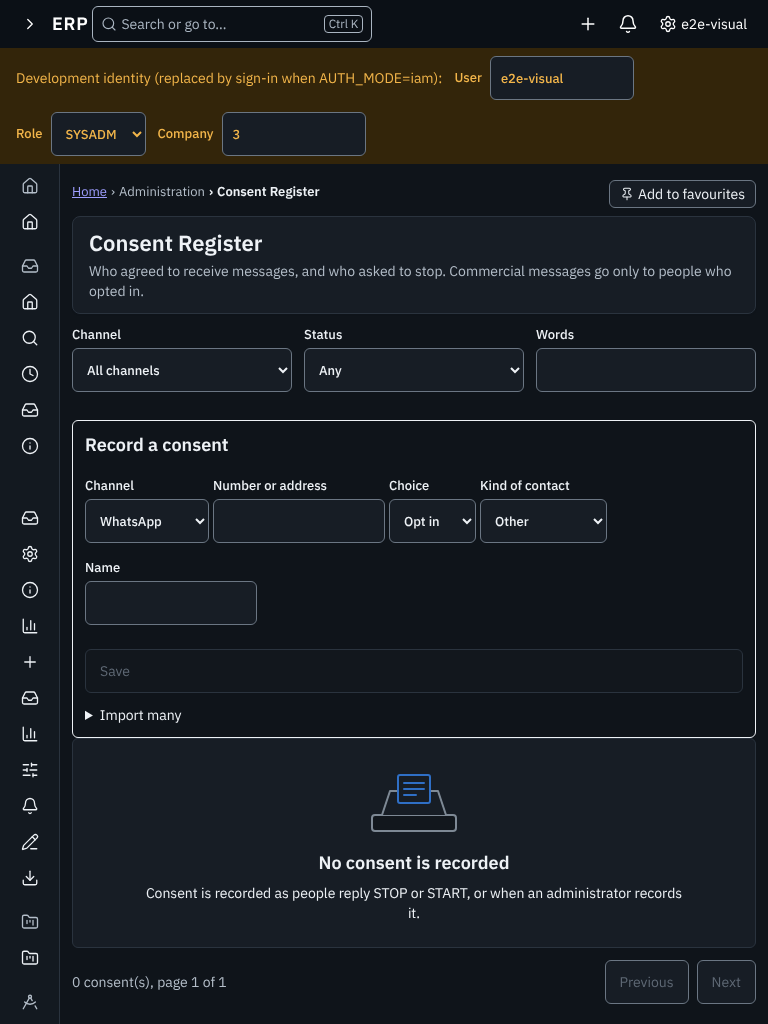 ERP
Search or go to...
Ctrl K
e2e-visual
Development identity (replaced by sign-in when AUTH_MODE=iam):
User
e2e-visual
Role
SYSADM
Company
3
Home › Administration › Consent Register
Add to favourites
Consent Register
Who agreed to receive messages, and who asked to stop. Commercial messages go only to people who
opted in.
Channel
Status
Words
All channels
Any
Record a consent
Channel
Number or address
Choice
Kind of contact
WhatsApp
Opt in
Other
Name
Save
Import many
No consent is recorded
Consent is recorded as people reply STOP or START, or when an administrator records
it.
0 consent(s), page 1 of 1
Previous
Next